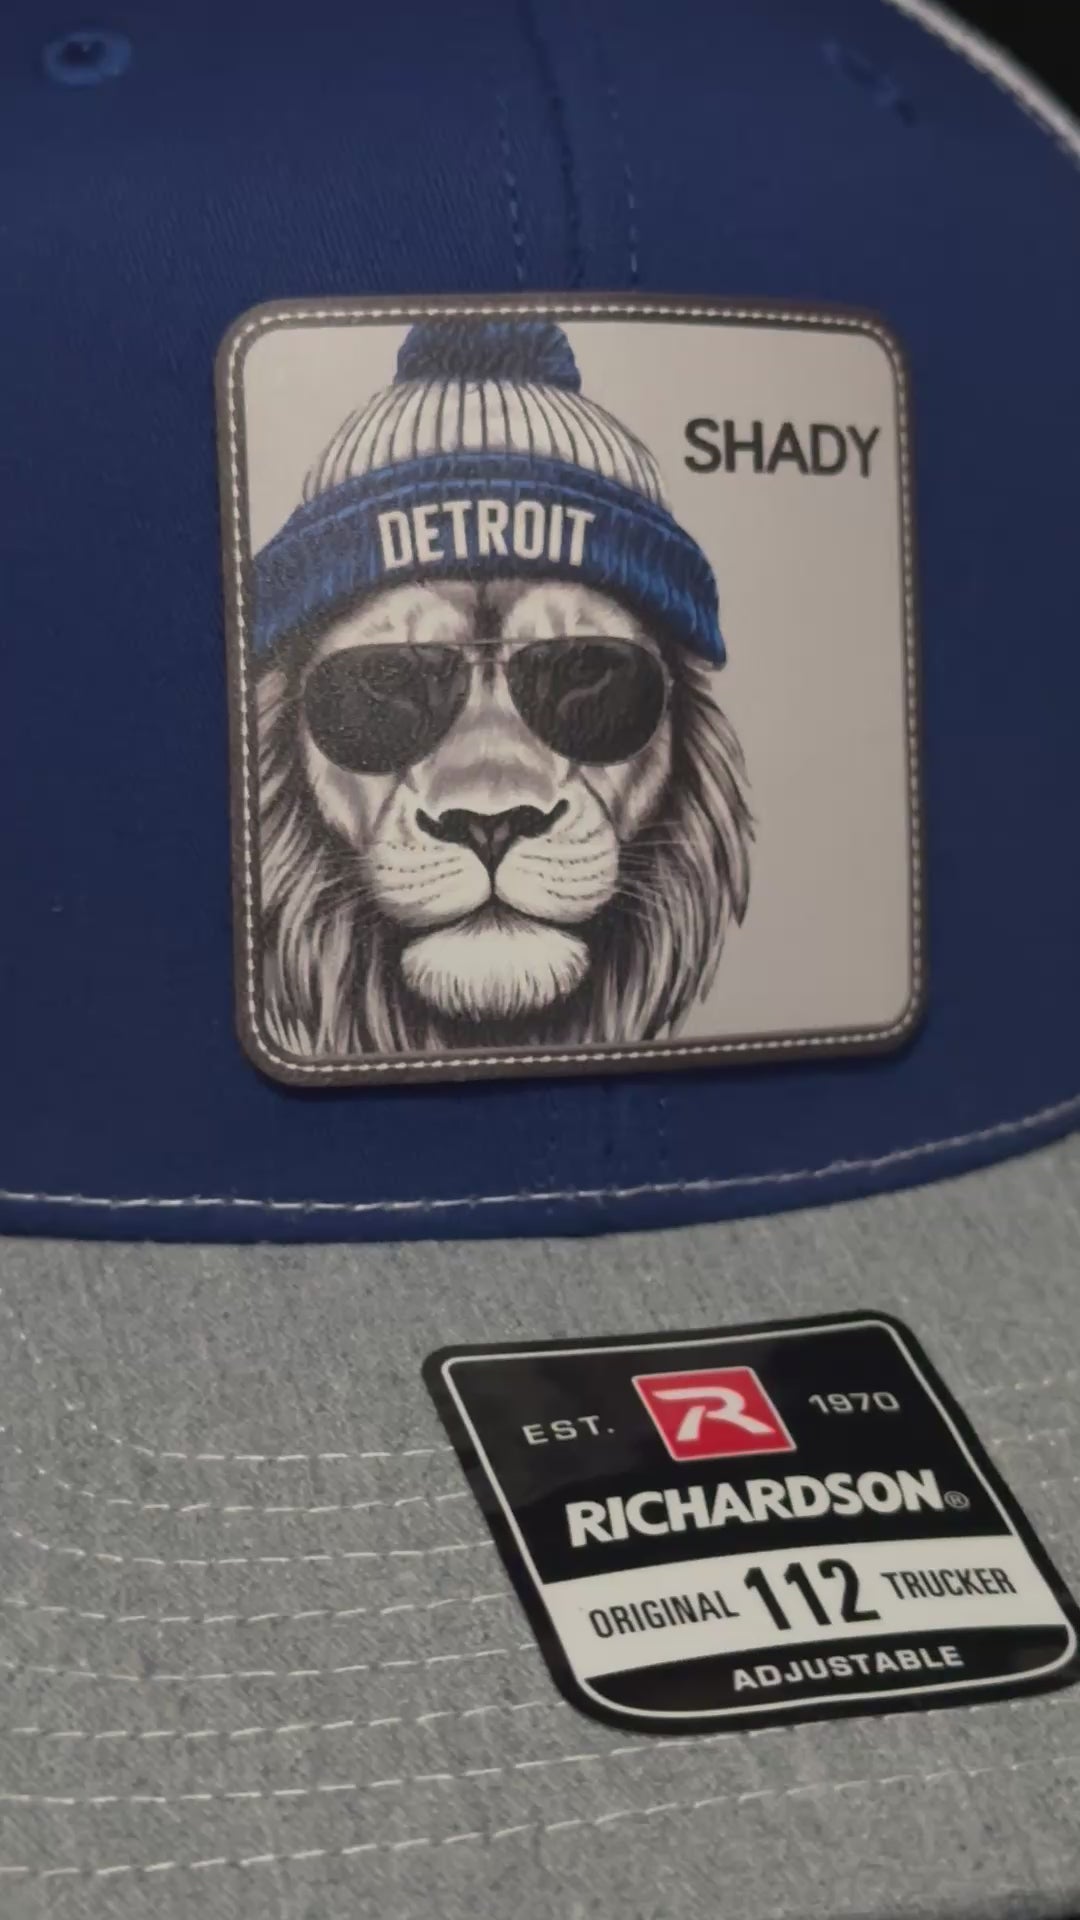 SHADY
DETROIT
EST. R 1970
RICHARDSON®
ORIGINAL 112 TRUCKER
ADJUSTABLE